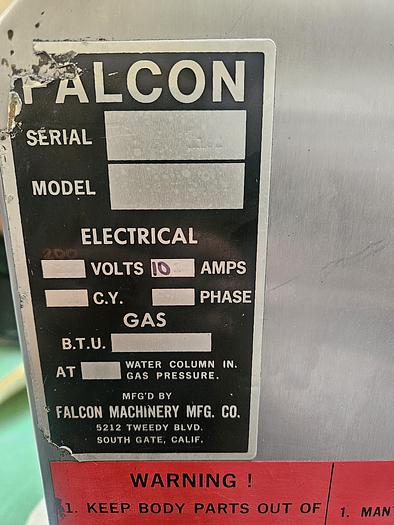 FALCON
SERIAL
MODEL
ELECTRICAL
200
VOLTS 10 AMPS
C.Y. PHASE
GAS
B.T.U.
AT WATER COLUMN IN.
GAS PRESSURE.
MFG'D BY
FALCON MACHINERY MFG. CO.
5212 TWEEDY BLVD.
SOUTH GATE, CALIF.
WARNING !
1. KEEP BODY PARTS OUT OF
1. MAN